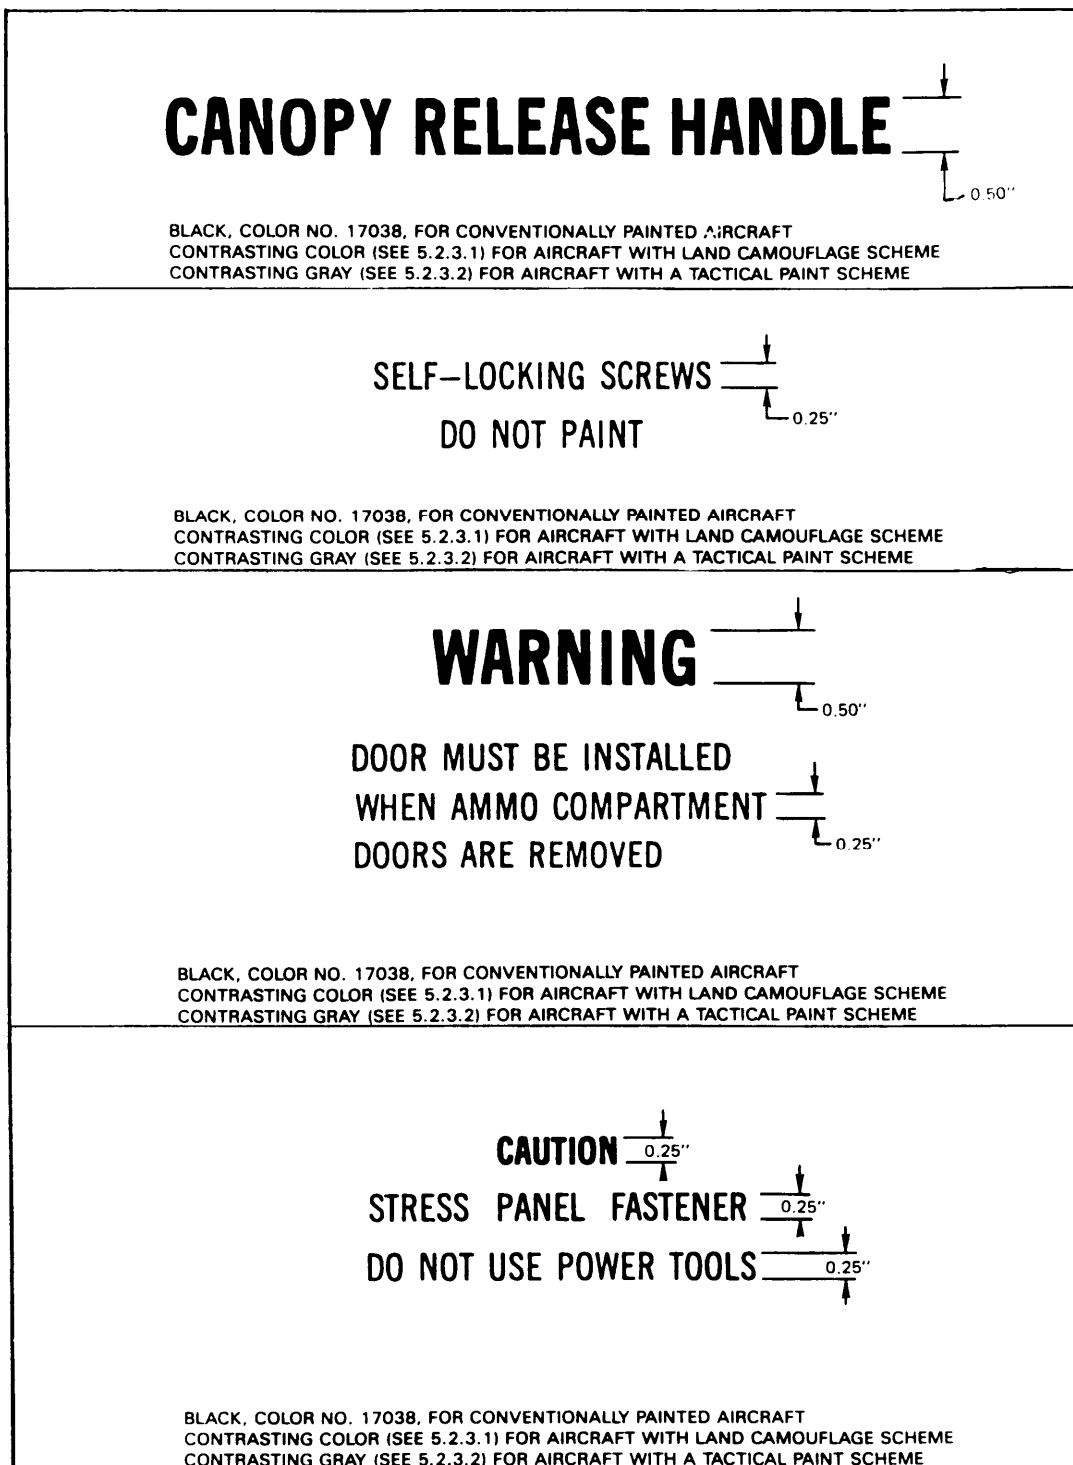 CANOPY RELEASE HANDLE
0.50''
BLACK, COLOR NO. 17038, FOR CONVENTIONALLY PAINTED AIRCRAFT
CONTRASTING COLOR (SEE 5.2.3.1) FOR AIRCRAFT WITH LAND CAMOUFLAGE SCHEME
CONTRASTING GRAY (SEE 5.2.3.2) FOR AIRCRAFT WITH A TACTICAL PAINT SCHEME
SELF–LOCKING SCREWS
0.25''
DO NOT PAINT
BLACK, COLOR NO. 17038, FOR CONVENTIONALLY PAINTED AIRCRAFT
CONTRASTING COLOR (SEE 5.2.3.1) FOR AIRCRAFT WITH LAND CAMOUFLAGE SCHEME
CONTRASTING GRAY (SEE 5.2.3.2) FOR AIRCRAFT WITH A TACTICAL PAINT SCHEME
WARNING
0.50''
DOOR MUST BE INSTALLED
WHEN AMMO COMPARTMENT
0.25''
DOORS ARE REMOVED
BLACK, COLOR NO. 17038, FOR CONVENTIONALLY PAINTED AIRCRAFT
CONTRASTING COLOR (SEE 5.2.3.1) FOR AIRCRAFT WITH LAND CAMOUFLAGE SCHEME
CONTRASTING GRAY (SEE 5.2.3.2) FOR AIRCRAFT WITH A TACTICAL PAINT SCHEME
CAUTION 0.25''
STRESS PANEL FASTENER 0.25''
DO NOT USE POWER TOOLS 0.25''
BLACK, COLOR NO. 17038, FOR CONVENTIONALLY PAINTED AIRCRAFT
CONTRASTING COLOR (SEE 5.2.3.1) FOR AIRCRAFT WITH LAND CAMOUFLAGE SCHEME
CONTRASTING GRAY (SEE 5.2.3.2) FOR AIRCRAFT WITH A TACTICAL PAINT SCHEME